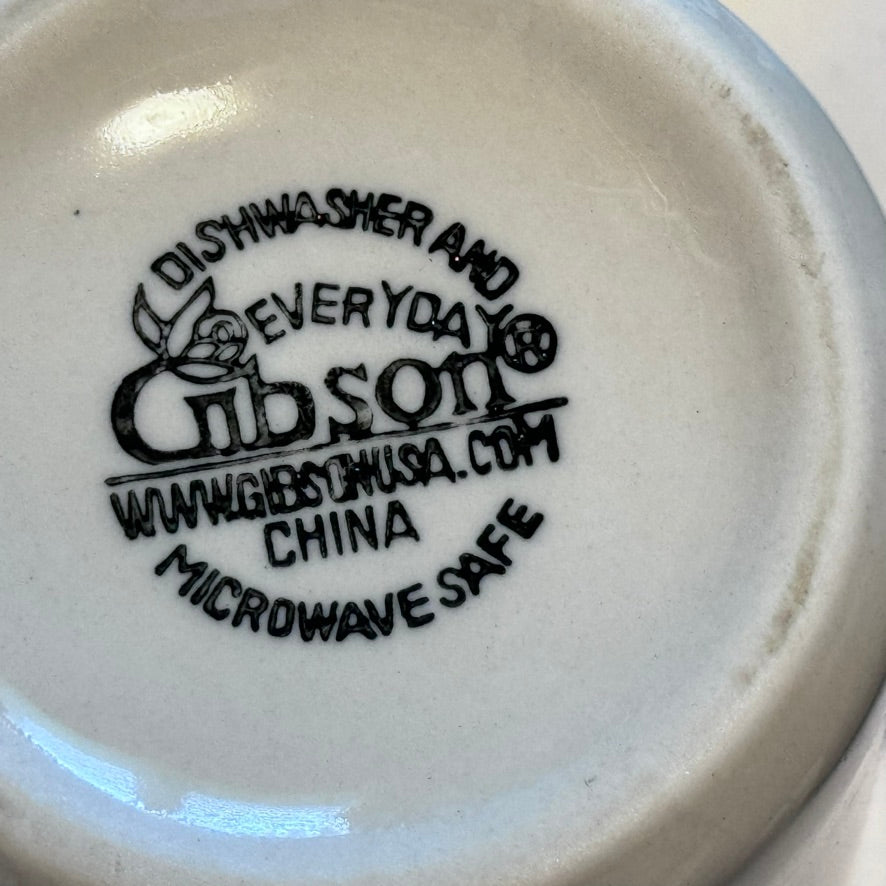 DISHWASHER AND
EVERYDAY
Gibson®
WWW.GIBSONUSA.COM
CHINA
MICROWAVE SAFE